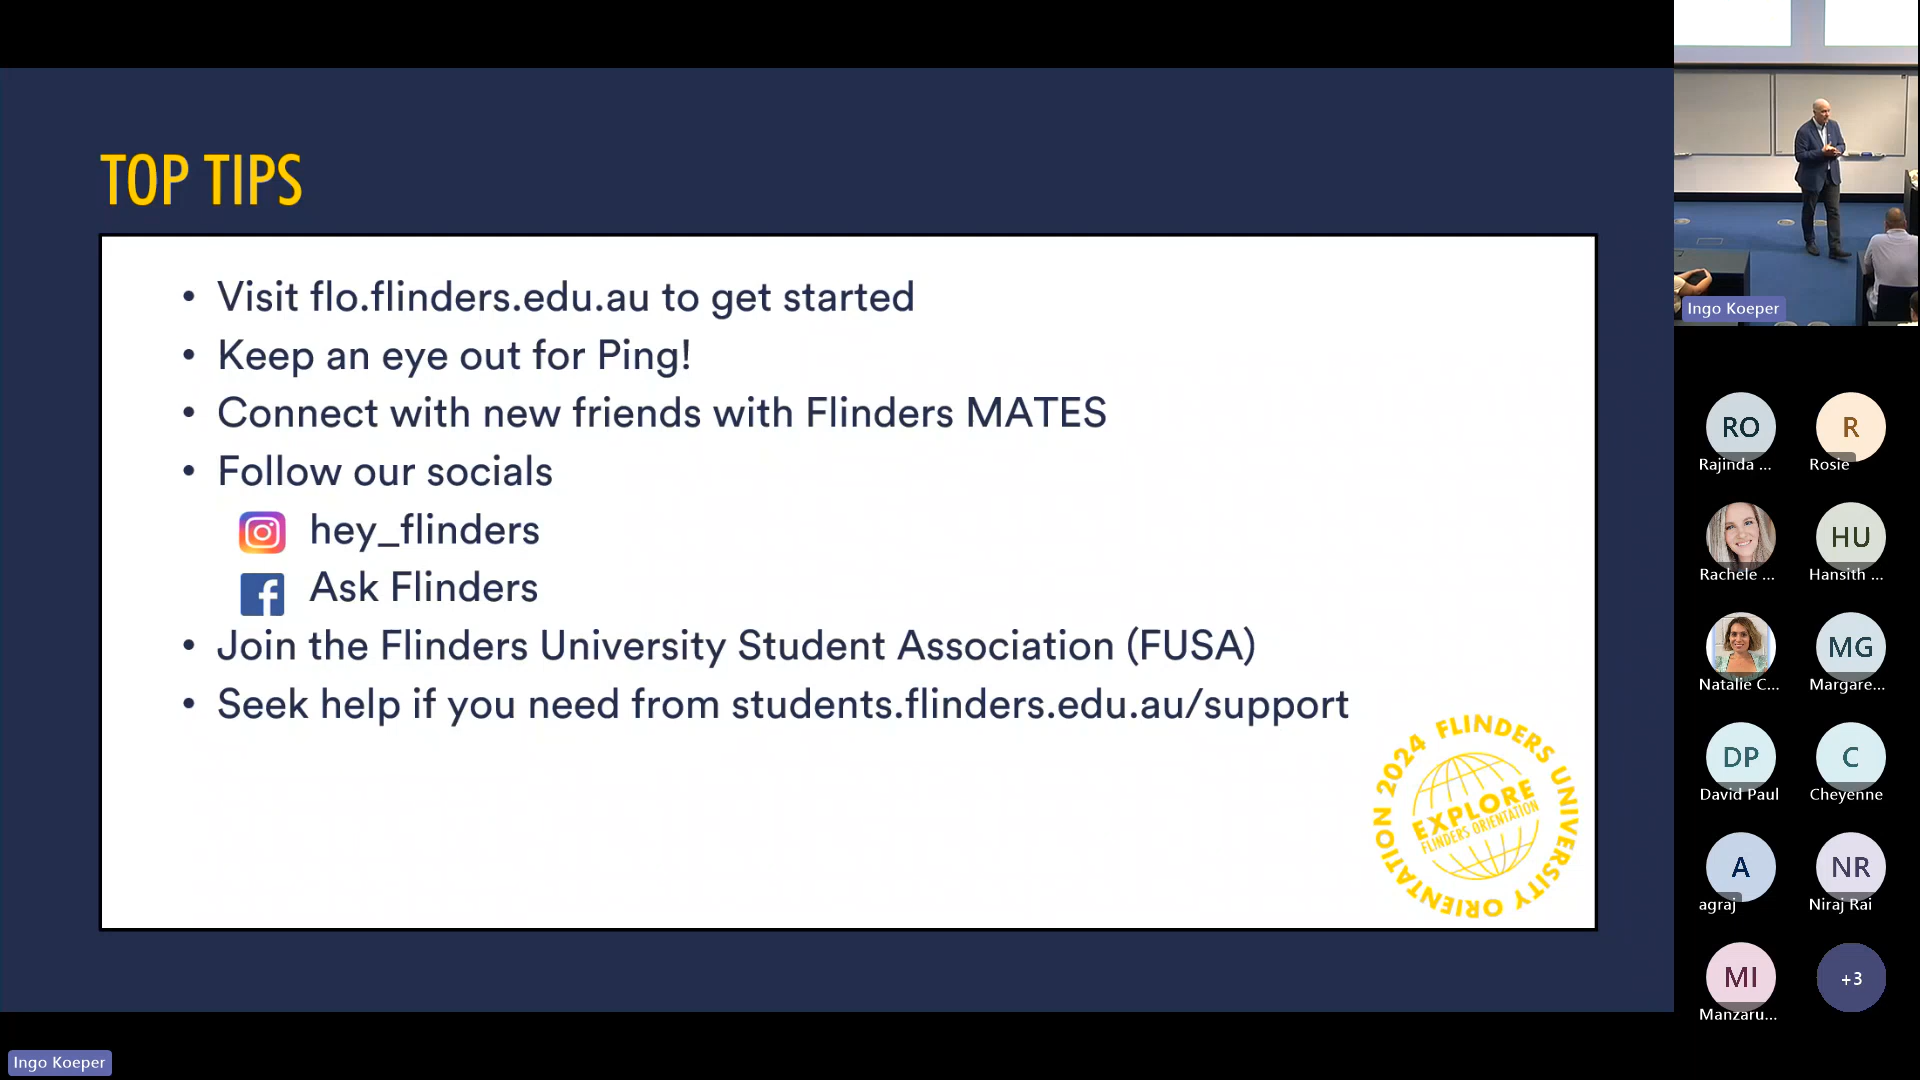 TOP TIPS
• Visit flo.flinders.edu.au to get started
• Keep an eye out for Ping!
• Connect with new friends with Flinders MATES
• Follow our socials
hey_flinders
Ask Flinders
• Join the Flinders University Student Association (FUSA)
• Seek help if you need from students.flinders.edu.au/support
FLINDERS UNIVERSITY ORIENTATION 2024
EXPLORE
FLINDERS ORIENTATION
Ingo Koeper
RO
R
Rajinda ...
Rosie
HU
Rachele ...
Hansith ...
MG
Natalie C...
Margare...
DP
C
David Paul
Cheyenne
A
NR
agraj
Niraj Rai
MI
+3
Manzaru...
Ingo Koeper